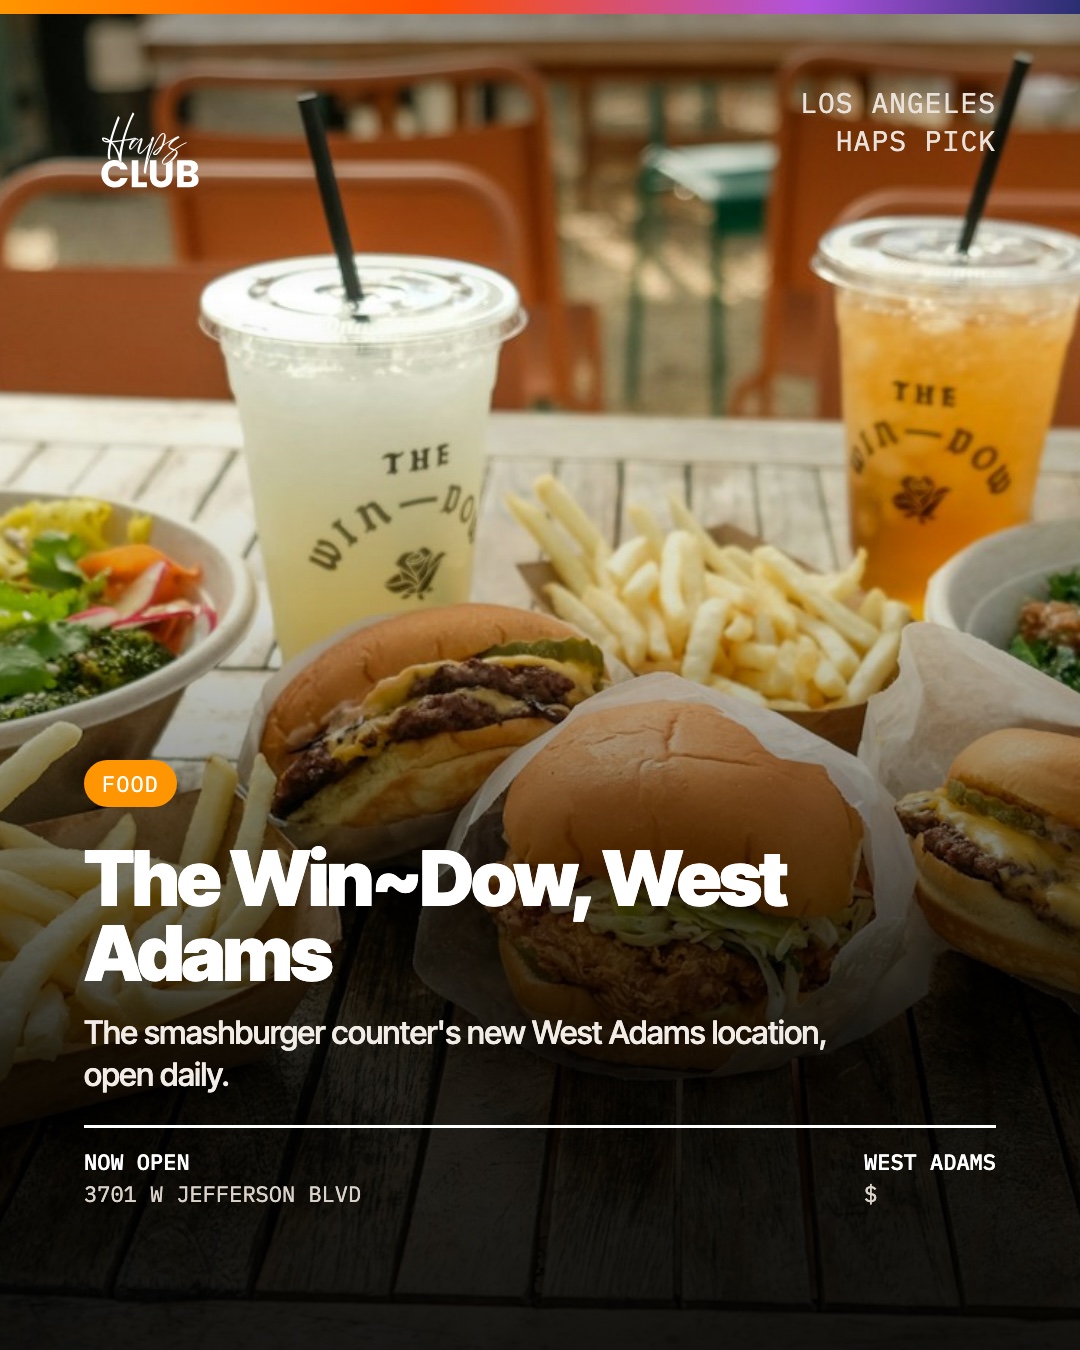 Haps
CLUB
LOS ANGELES
HAPS PICK
THE
WIN—DOW
THE
WIN—DOW
FOOD
The Win~Dow, West
Adams
The smashburger counter's new West Adams location,
open daily.
NOW OPEN
3701 W JEFFERSON BLVD
WEST ADAMS
$